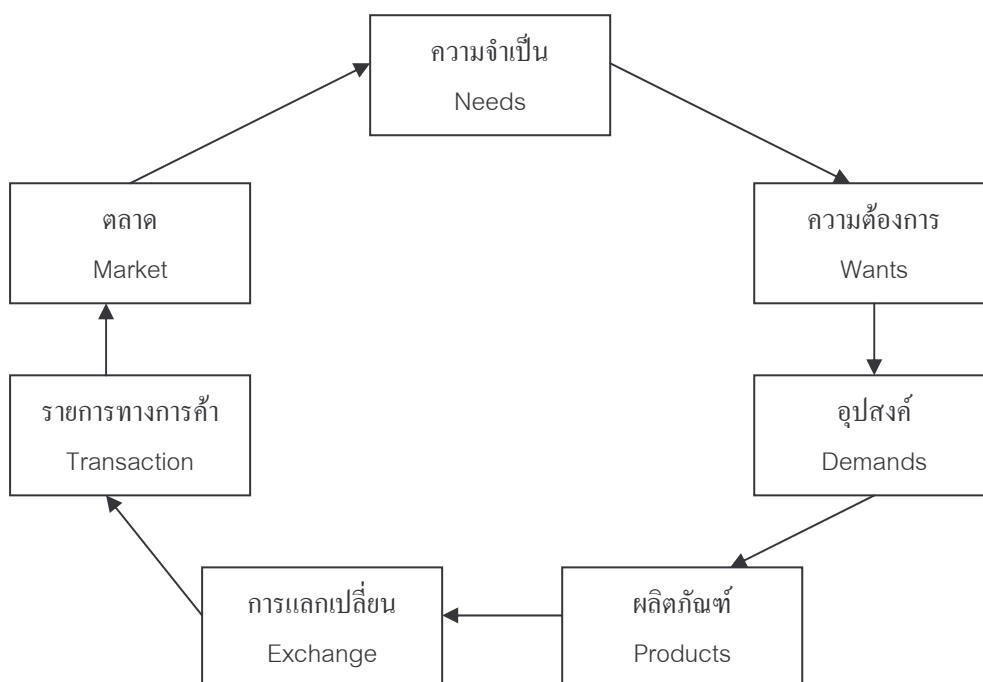 ความจำเป็น
Needs
ตลาด
Market
ความต้องการ
Wants
รายการทางการค้า
Transaction
อุปสงค์
Demands
การแลกเปลี่ยน
Exchange
ผลิตภัณฑ์
Products